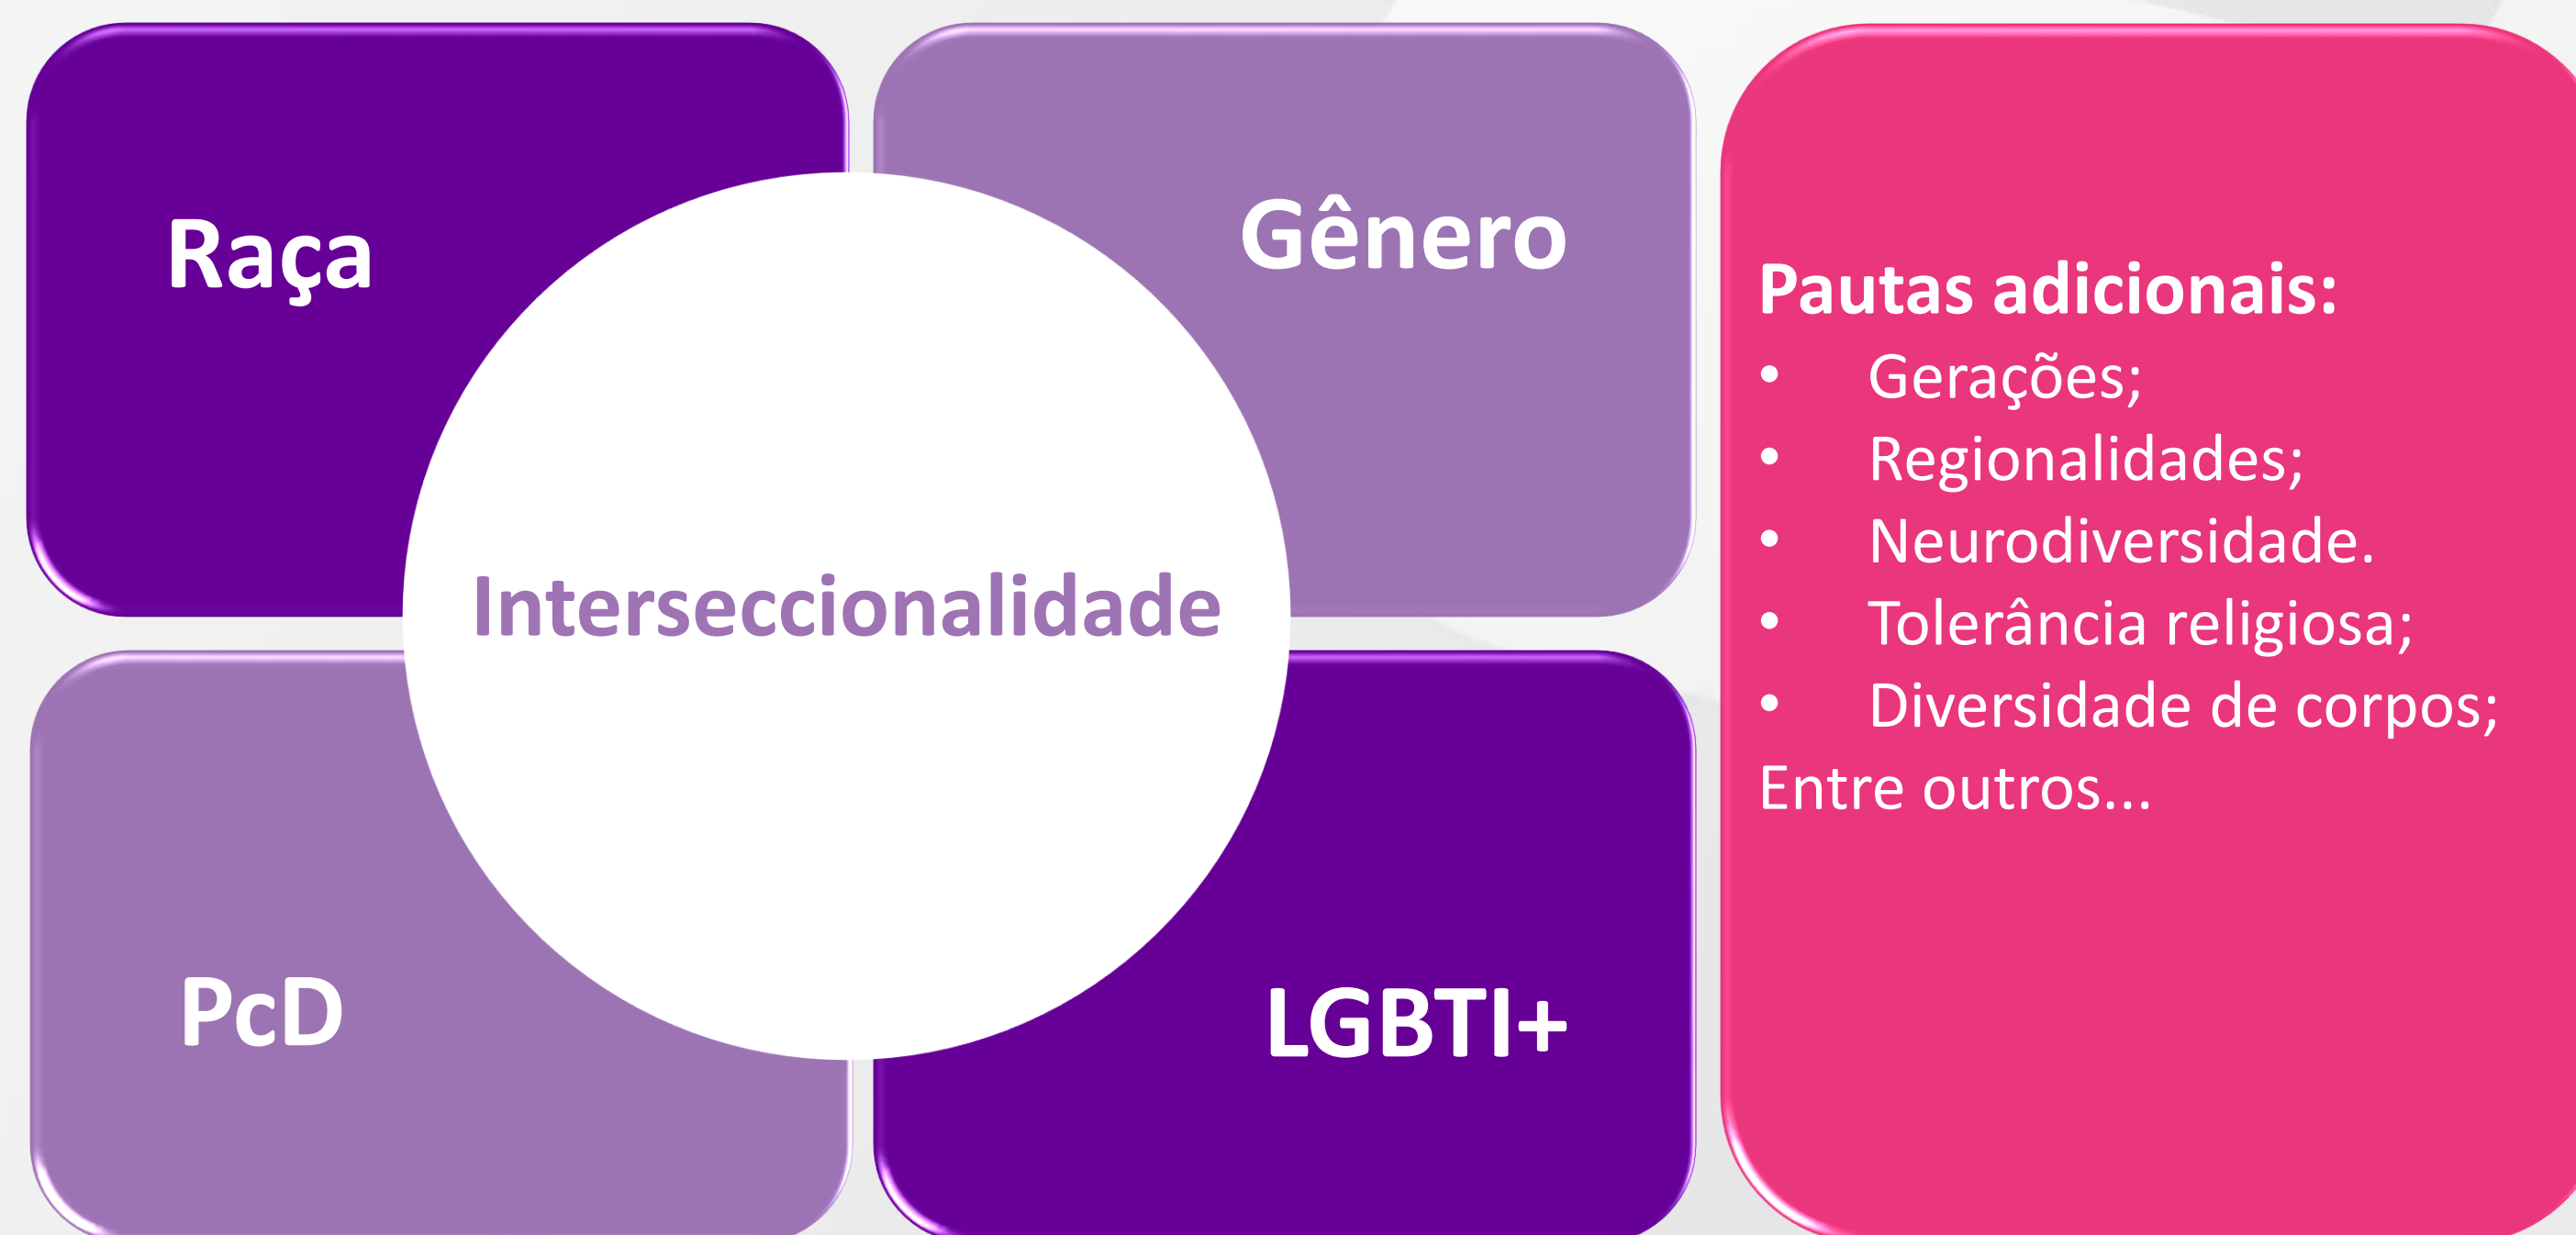 Raça
Gênero
Interseccionalidade
PcD
LGBTI+
Pautas adicionais:
• Gerações;
• Regionalidades;
• Neurodiversidade.
• Tolerância religiosa;
• Diversidade de corpos;
Entre outros...